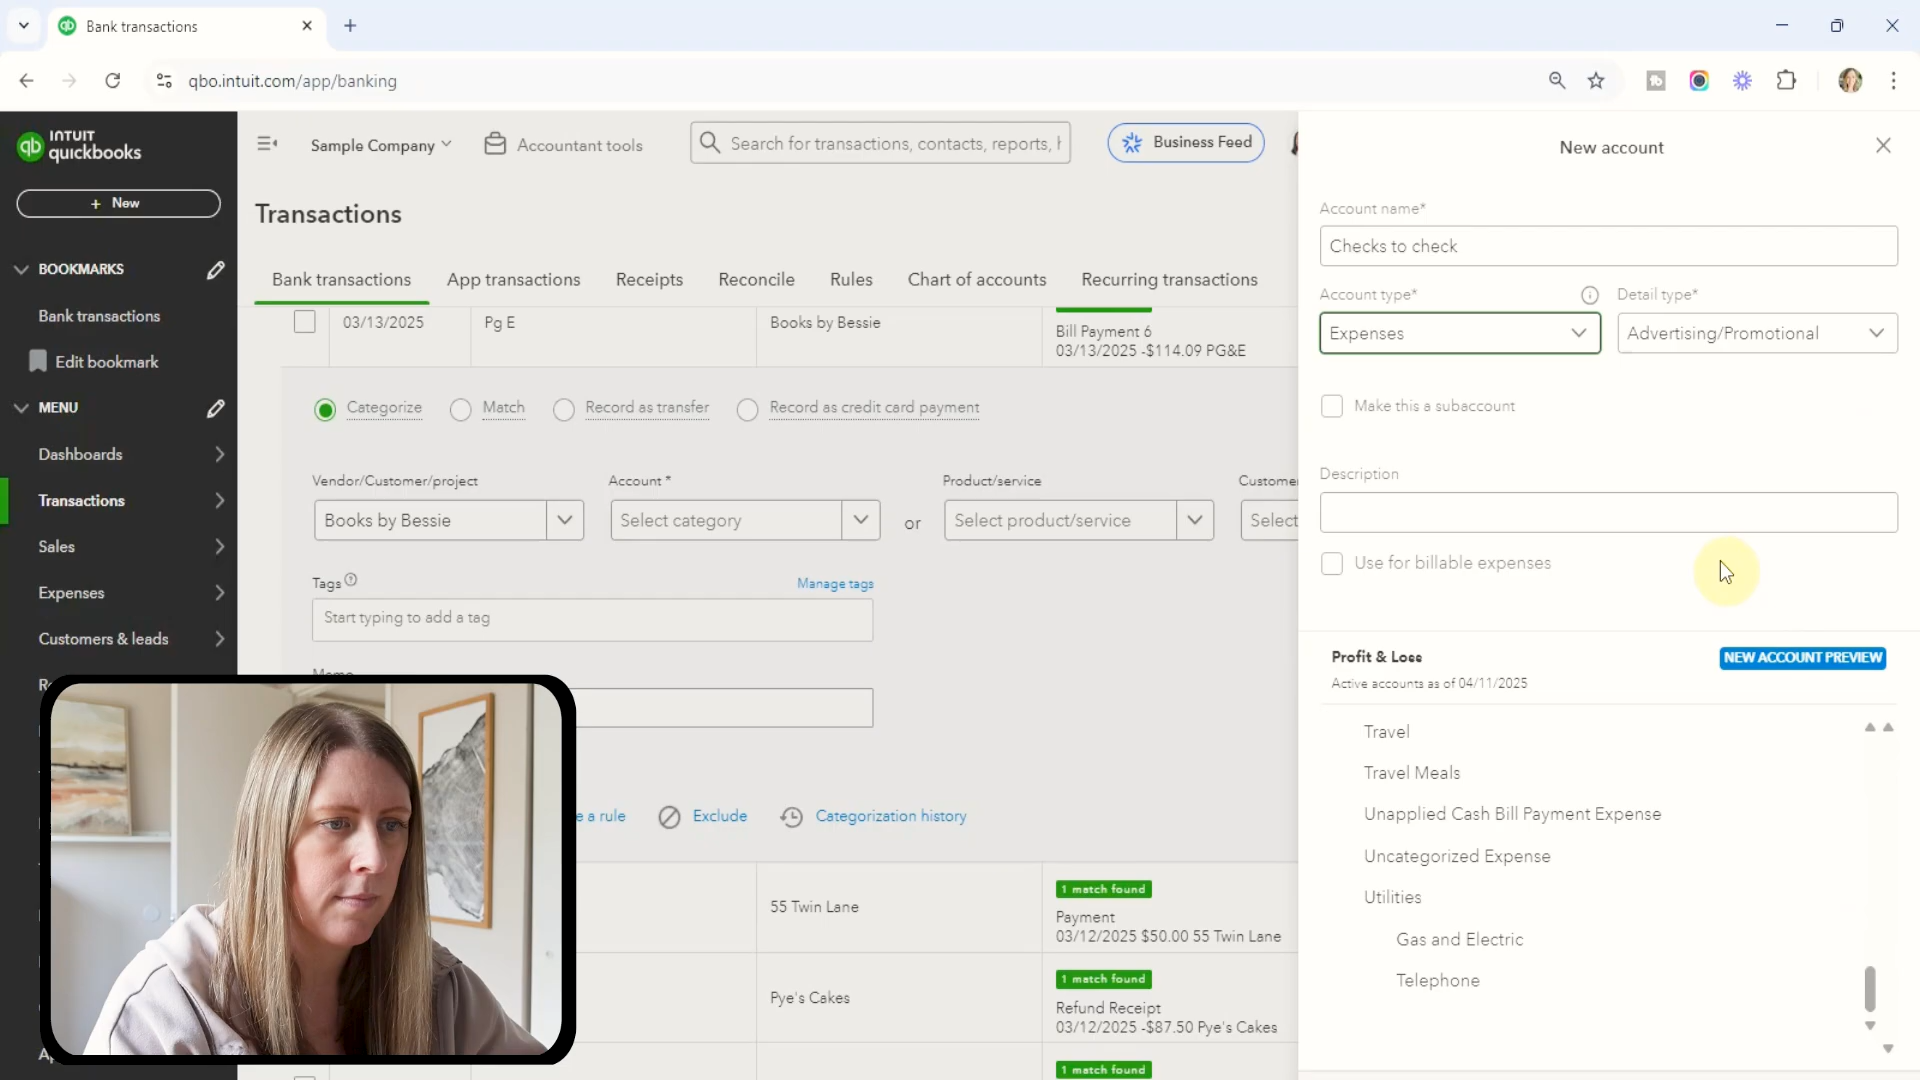 Bank transactions
qbo.intuit.com/app/banking
INTUIT
quickbooks
qb
+ New
BOOKMARKS
Bank transactions
Edit bookmark
MENU
Dashboards
Transactions
Sales
Expenses
Customers & leads
Sample Company
Accountant tools
Search for transactions, contacts, reports,
Business Feed
Transactions
Bank transactions
App transactions
Receipts
Reconcile
Rules
Chart of accounts
Recurring transactions
03/13/2025
Pg E
Books by Bessie
Bill Payment 6
03/13/2025 -$114.09 PG&E
Categorize
Match
Record as transfer
Record as credit card payment
Vendor/Customer/project
Account *
Product/service
Custome
Books by Bessie
Select category
or
Select product/service
Select
Tags
Manage tags
Start typing to add a tag
Memo
e a rule
Exclude
Categorization history
55 Twin Lane
1 match found
Payment
03/12/2025 $50.00 55 Twin Lane
Pye's Cakes
1 match found
Refund Receipt
03/12/2025 -$87.50 Pye's Cakes
1 match found
New account
Account name*
Checks to check
Account type*
Detail type*
Expenses
Advertising/Promotional
Make this a subaccount
Description
Use for billable expenses
Profit & Loss
NEW ACCOUNT PREVIEW
Active accounts as of 04/11/2025
Travel
Travel Meals
Unapplied Cash Bill Payment Expense
Uncategorized Expense
Utilities
Gas and Electric
Telephone